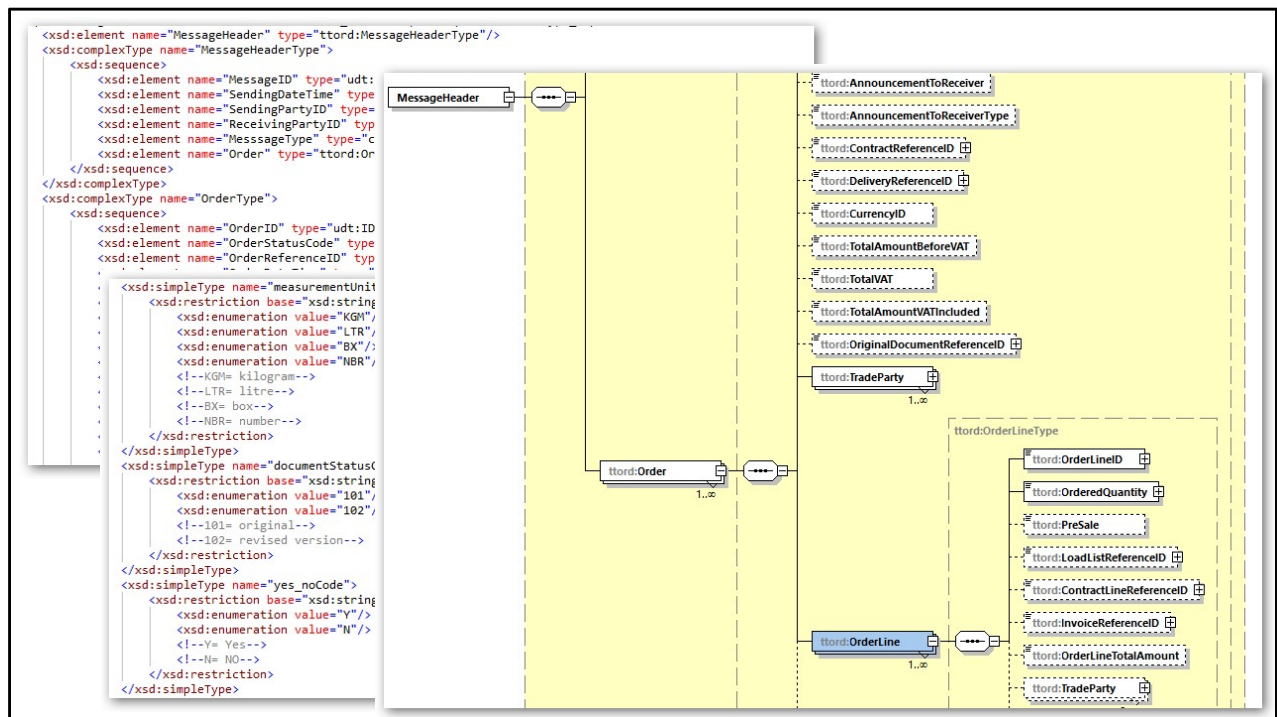 <xsd:element name="MessageHeader" type="ttord:MessageHeaderType"/>
<xsd:complexType name="MessageHeaderType">
<xsd:sequence>
<xsd:element name="MessageID" type="udt:
<xsd:element name="SendingDateTime" type
<xsd:element name="SendingPartyID" type=
<xsd:element name="ReceivingPartyID" typ
<xsd:element name="MesssageType" type="c
<xsd:element name="Order" type="ttord:Or
</xsd:sequence>
</xsd:complexType>
<xsd:complexType name="OrderType">
<xsd:sequence>
<xsd:element name="OrderID" type="udt:ID
<xsd:element name="OrderStatusCode" type
<xsd:element name="OrderReferenceID" typ
<xsd:simpleType name="measurementUnit
<xsd:restriction base="xsd:string
<xsd:enumeration value="KGM"/
<xsd:enumeration value="LTR"/
<xsd:enumeration value="BX"/>
<xsd:enumeration value="NBR"/
<!--KGM= kilogram-->
<!--LTR= litre-->
<!--BX= box-->
<!--NBR= number-->
</xsd:restriction>
</xsd:simpleType>
<xsd:simpleType name="documentStatusC
<xsd:restriction base="xsd:string
<xsd:enumeration value="101"/
<xsd:enumeration value="102"/
<!--101= original-->
<!--102= revised version-->
</xsd:restriction>
</xsd:simpleType>
<xsd:simpleType name="yes_noCode">
<xsd:restriction base="xsd:string
<xsd:enumeration value="Y"/>
<xsd:enumeration value="N"/>
<!--Y= Yes-->
<!--N= NO-->
</xsd:restriction>
</xsd:simpleType>
MessageHeader
ttord:AnnouncementToReceiver
ttord:AnnouncementToReceiverType
ttord:ContractReferenceID
ttord:DeliveryReferenceID
ttord:CurrencyID
ttord:TotalAmountBeforeVAT
ttord:TotalVAT
ttord:TotalAmountVATIncluded
ttord:OriginalDocumentReferenceID
ttord:TradeParty
1..∞
ttord:Order
1..∞
ttord:OrderLineType
ttord:OrderLineID
ttord:OrderedQuantity
ttord:PreSale
ttord:LoadListReferenceID
ttord:ContractLineReferenceID
ttord:InvoiceReferenceID
ttord:OrderLine
1..∞
ttord:OrderLineTotalAmount
ttord:TradeParty